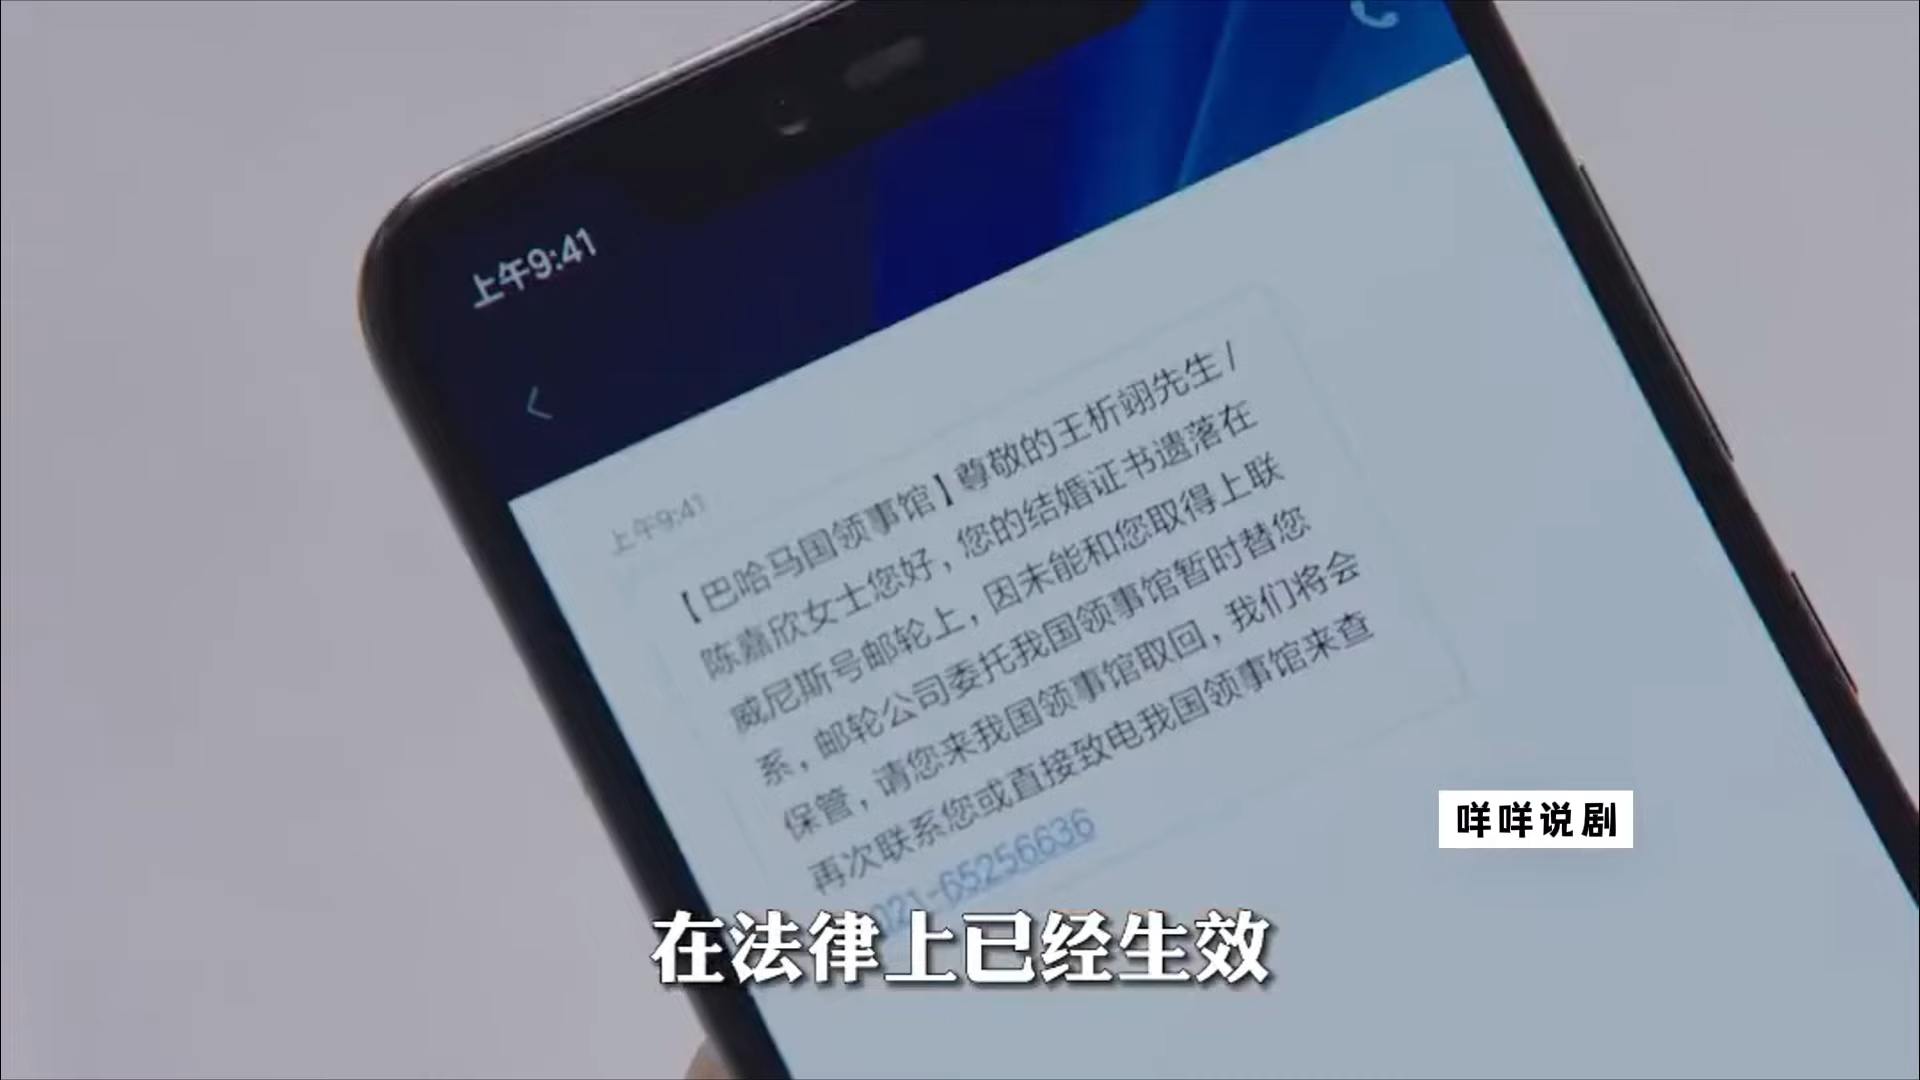 上午9:41
上午9:41
【巴哈马国领事馆】尊敬的王析翊先生/
陈嘉欣女士您好，您的结婚证书遗落在
威尼斯号邮轮上，因未能和您取得上联
系，邮轮公司委托我国领事馆暂时替您
保管，请您来我国领事馆取回，我们将会
再次联系您或直接致电我国领事馆来查
021-65256636
咩咩说剧
在法律上已经生效